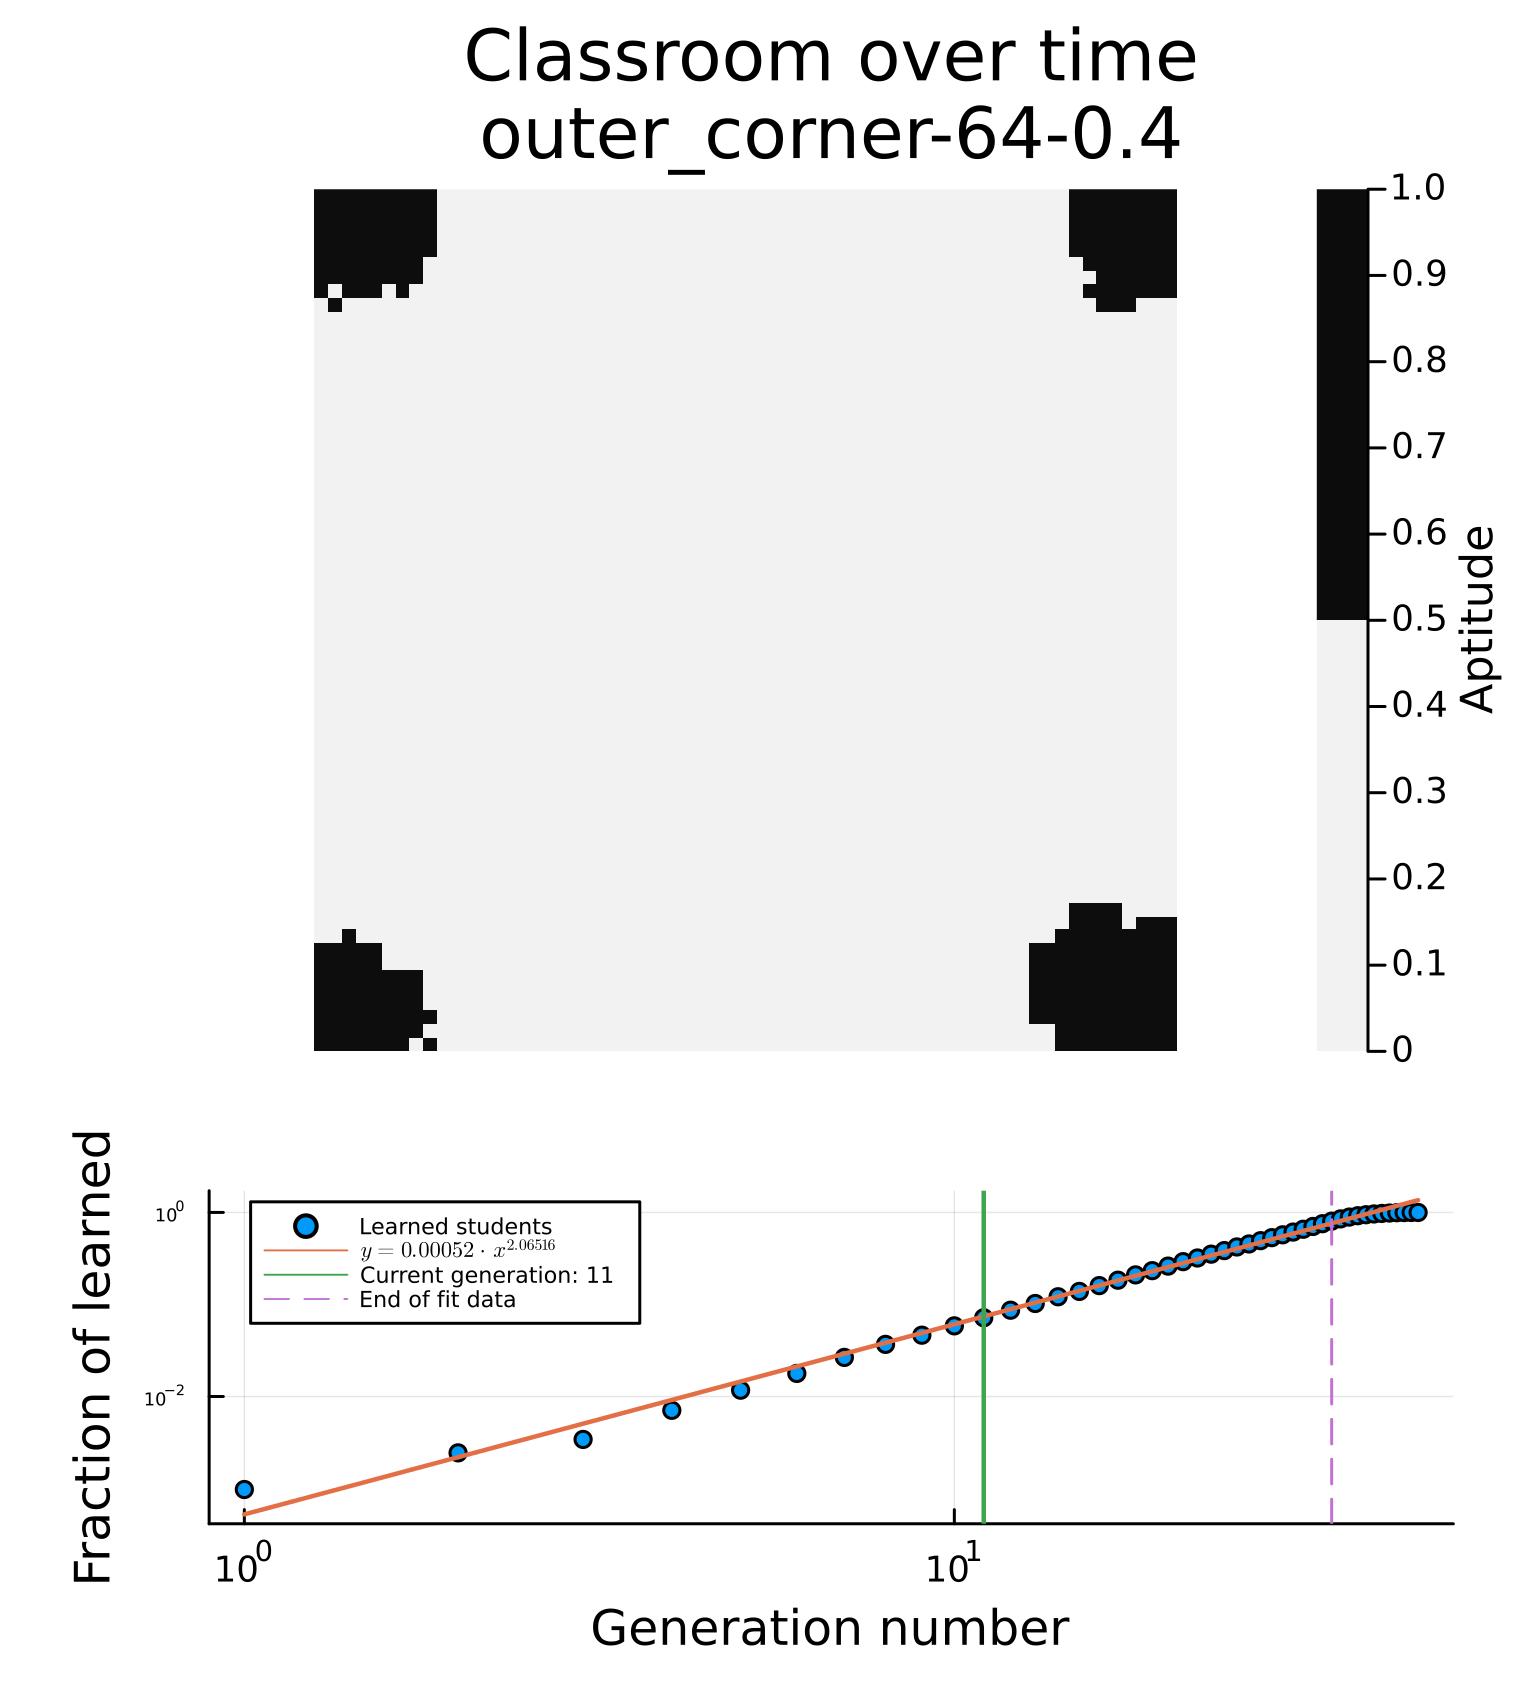 Classroom over time
outer_corner-64-0.4
1.0
0.9
0.8
0.7
0.6
0.5
0.4
0.3
0.2
0.1
0
Aptitude
Fraction of learned
10⁰
10⁻²
Learned students
y = 0.00052 · x^{2.06516}
Current generation: 11
End of fit data
10⁰
10¹
Generation number